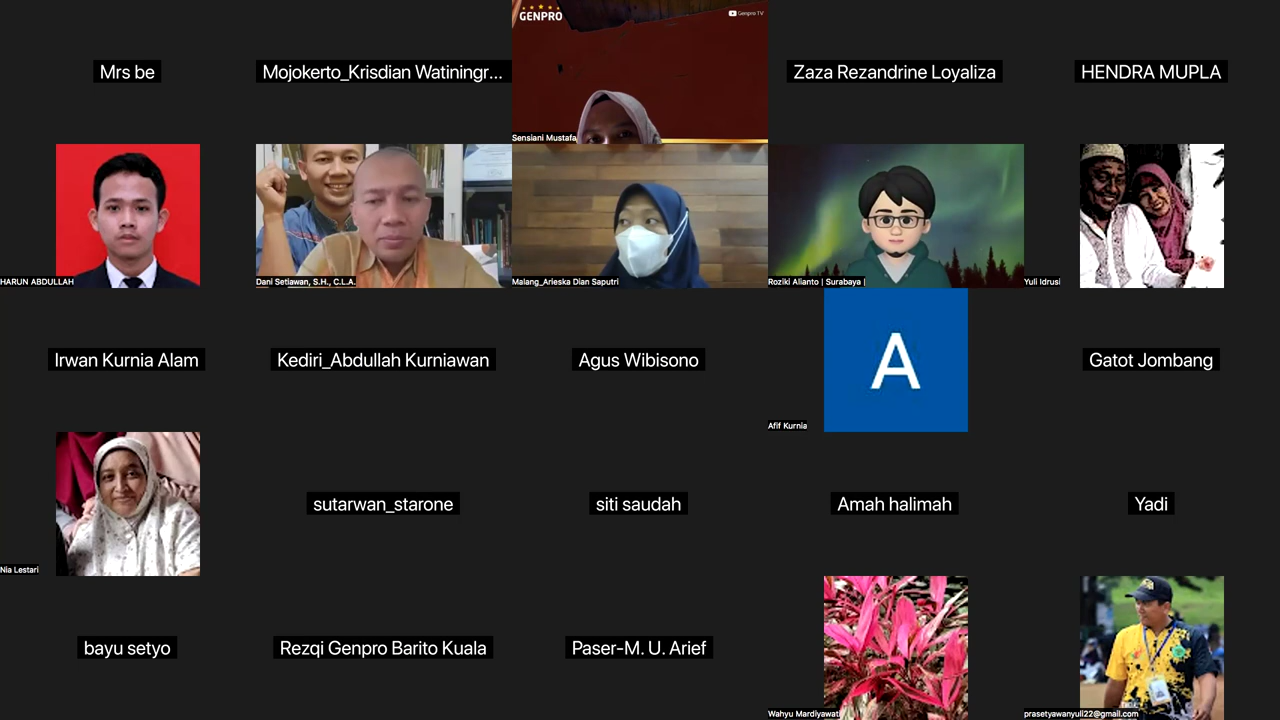 Mrs be
Mojokerto_Krisdian Watiningr...
GENPRO
Genpro TV
Sensiani Mustafa
Zaza Rezandrine Loyaliza
HENDRA MUPLA
HARUN ABDULLAH
Dani Setiawan, S.H., C.L.A.
Malang_Arieska Dian Saputri
Roziki Alianto | Surabaya |
Yuli Idrusi
Irwan Kurnia Alam
Kediri_Abdullah Kurniawan
Agus Wibisono
A
Afif Kurnia
Gatot Jombang
Nia Lestari
sutarwan_starone
siti saudah
Amah halimah
Yadi
bayu setyo
Rezqi Genpro Barito Kuala
Paser-M. U. Arief
Wahyu Mardiyawat
prasetyawanyuli22@gmail.com